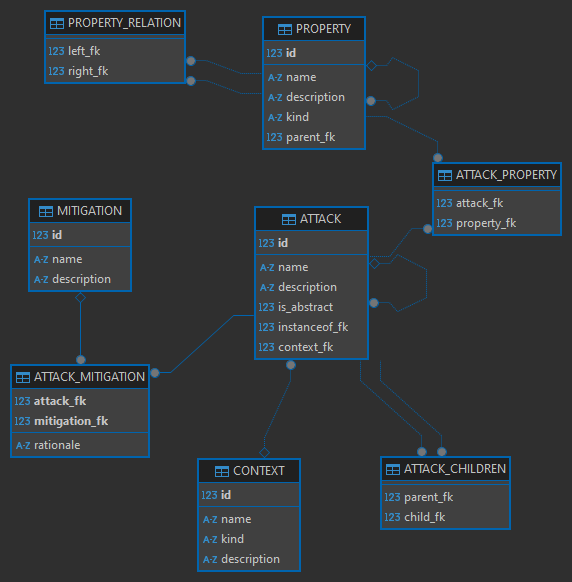 PROPERTY_RELATION
123 left_fk
123 right_fk
PROPERTY
123 id
A-Z name
A-Z description
A-Z kind
123 parent_fk
ATTACK_PROPERTY
123 attack_fk
123 property_fk
MITIGATION
123 id
A-Z name
A-Z description
ATTACK
123 id
A-Z name
A-Z description
123 is_abstract
123 instanceof_fk
123 context_fk
ATTACK_MITIGATION
123 attack_fk
123 mitigation_fk
A-Z rationale
CONTEXT
123 id
A-Z name
A-Z kind
A-Z description
ATTACK_CHILDREN
123 parent_fk
123 child_fk